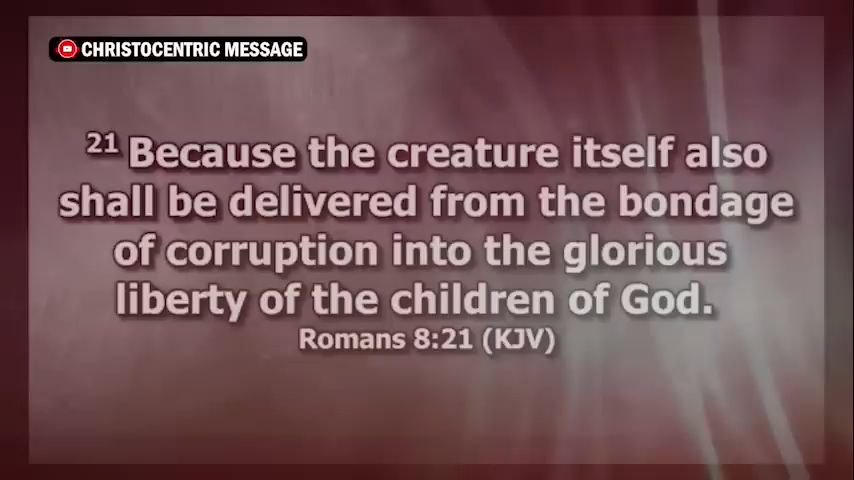 CHRISTOCENTRIC MESSAGE
21 Because the creature itself also
shall be delivered from the bondage
of corruption into the glorious
liberty of the children of God.
Romans 8:21 (KJV)